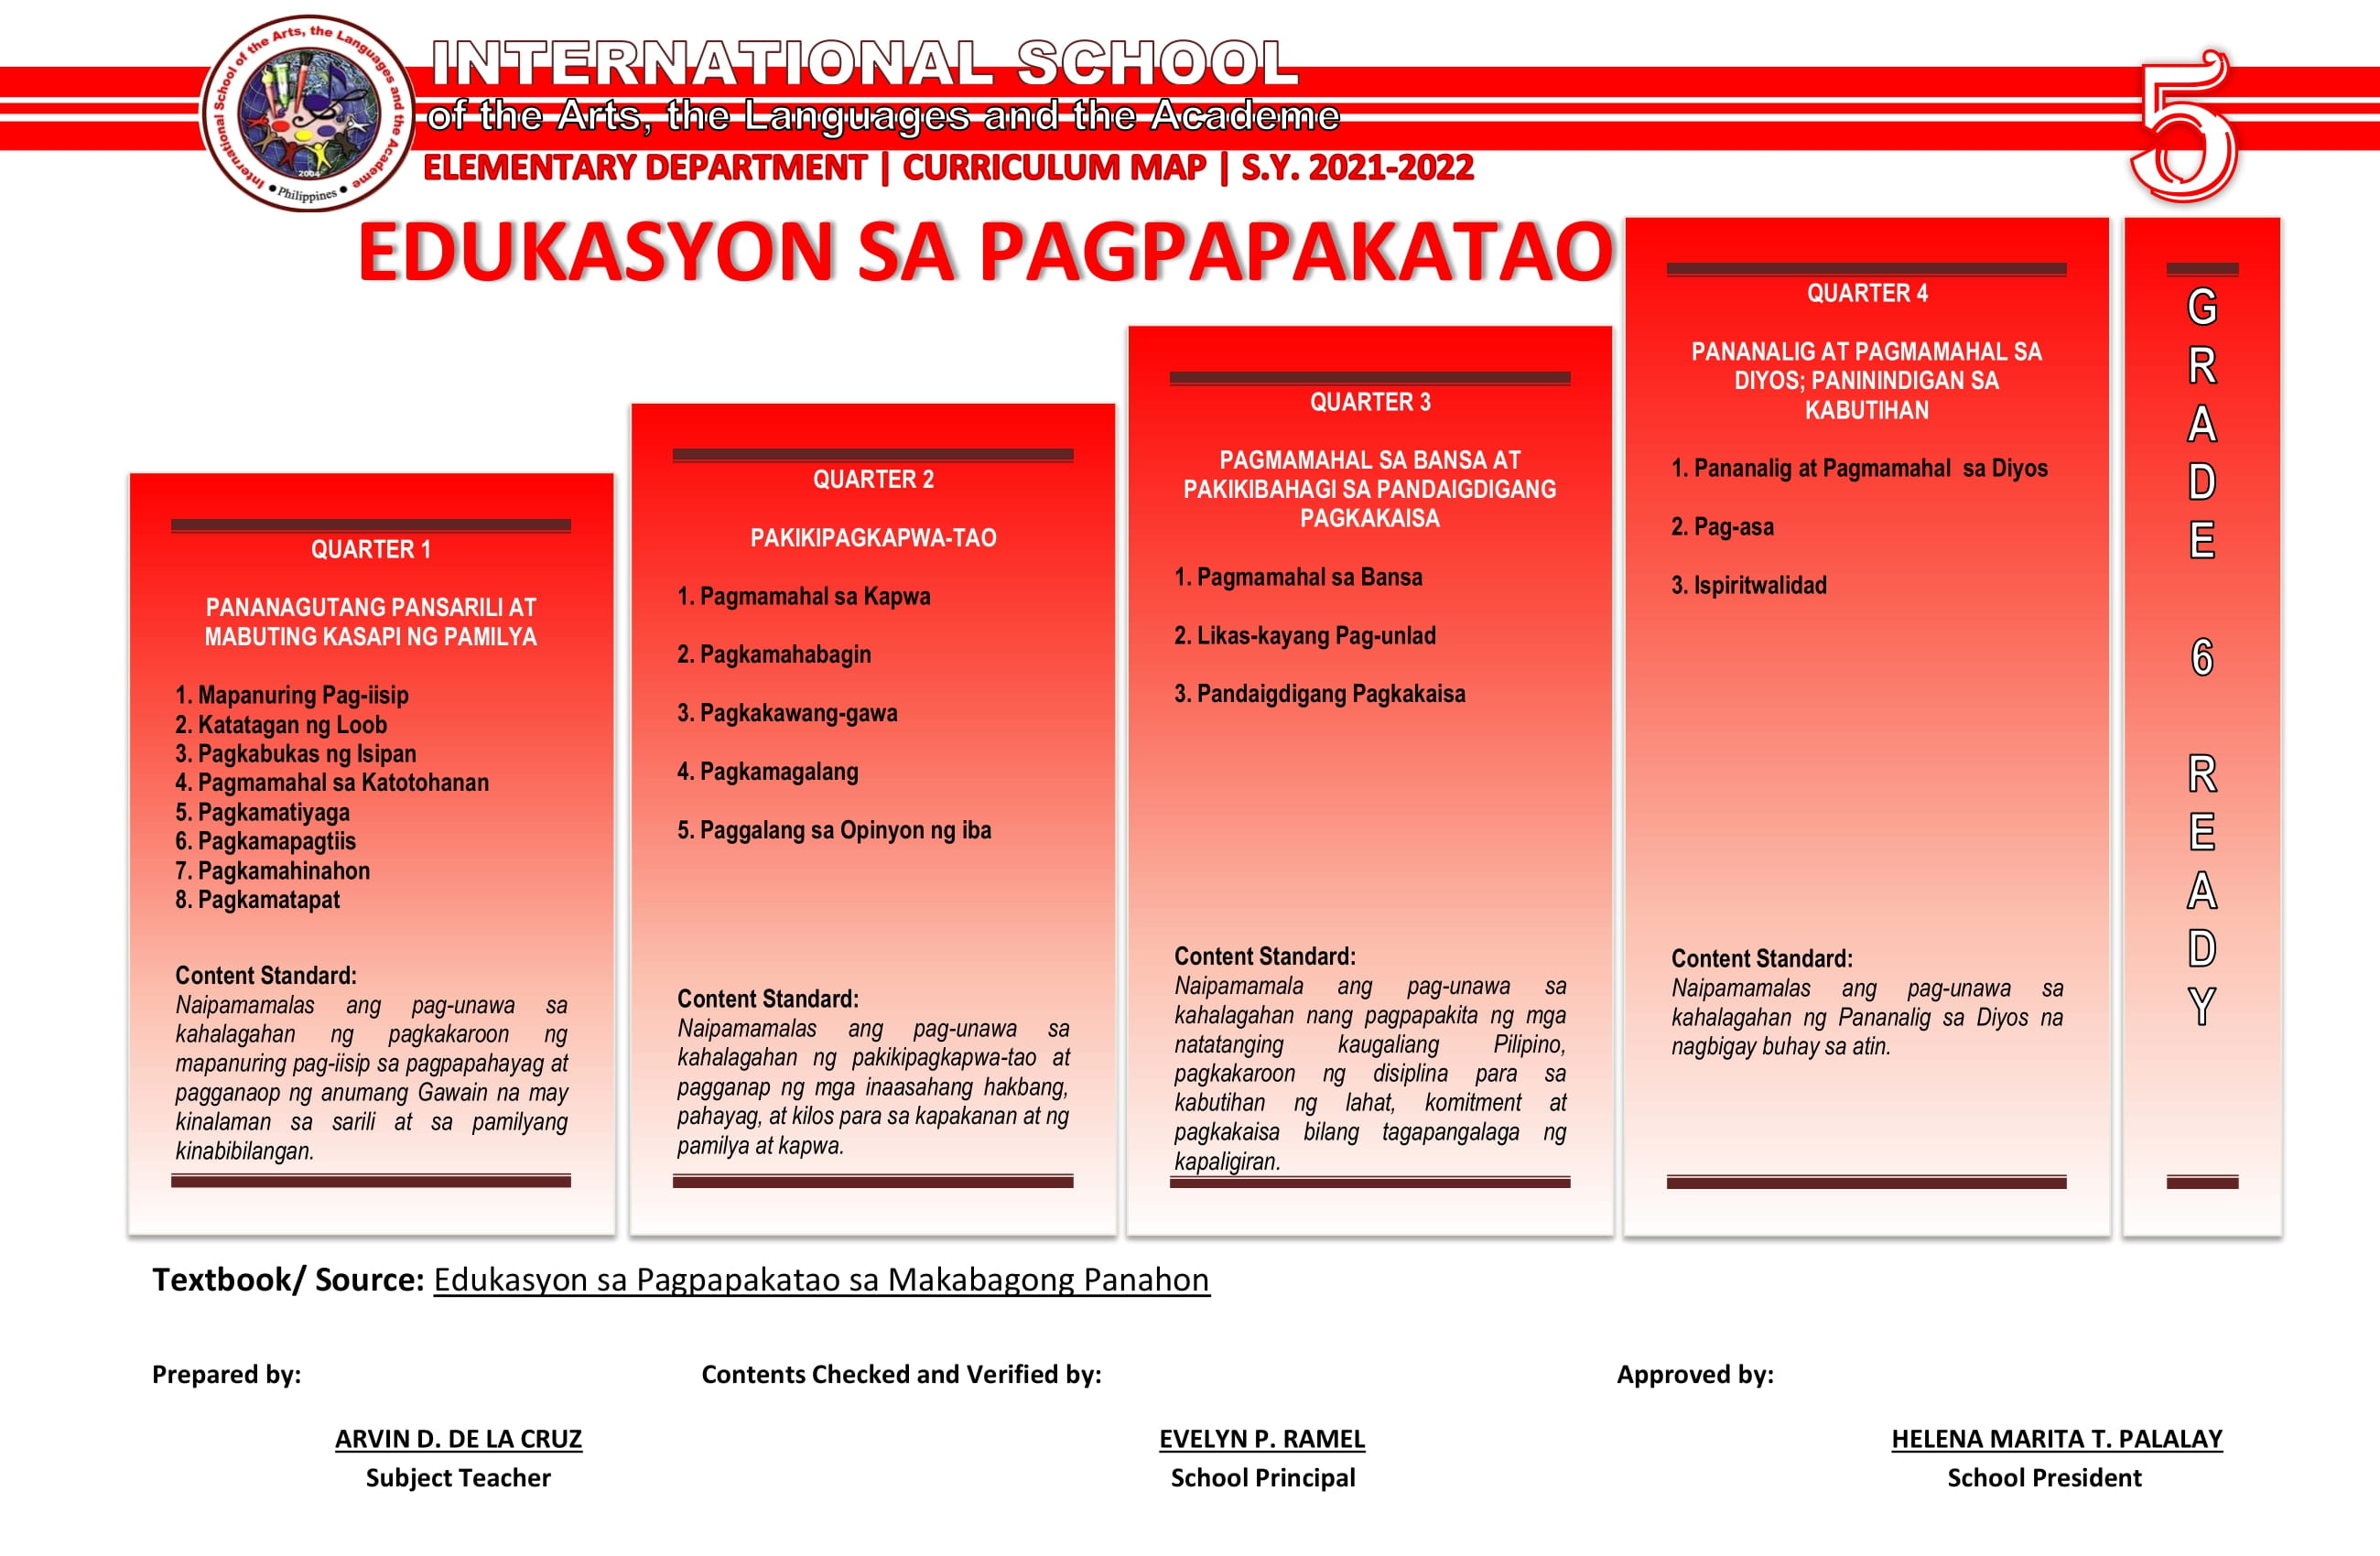 International School of the Arts, the Languages and the Academe
2004
• Philippines •
INTERNATIONAL SCHOOL
of the Arts, the Languages and the Academe
ELEMENTARY DEPARTMENT | CURRICULUM MAP | S.Y. 2021-2022
5
EDUKASYON SA PAGPAPAKATAO
QUARTER 1
PANANAGUTANG PANSARILI AT
MABUTING KASAPI NG PAMILYA
1. Mapanuring Pag-iisip
2. Katatagan ng Loob
3. Pagkabukas ng Isipan
4. Pagmamahal sa Katotohanan
5. Pagkamatiyaga
6. Pagkamapagtiis
7. Pagkamahinahon
8. Pagkamatapat
Content Standard:
Naipamamalas ang pag-unawa sa
kahalagahan ng pagkakaroon ng
mapanuring pag-iisip sa pagpapahayag at
pagganaop ng anumang Gawain na may
kinalaman sa sarili at sa pamilyang
kinabibilangan.
QUARTER 2
PAKIKIPAGKAPWA-TAO
1. Pagmamahal sa Kapwa
2. Pagkamahabagin
3. Pagkakawang-gawa
4. Pagkamagalang
5. Paggalang sa Opinyon ng iba
Content Standard:
Naipamamalas ang pag-unawa sa
kahalagahan ng pakikipagkapwa-tao at
pagganap ng mga inaasahang hakbang,
pahayag, at kilos para sa kapakanan at ng
pamilya at kapwa.
QUARTER 3
PAGMAMAHAL SA BANSA AT
PAKIKIBAHAGI SA PANDAIGDIGANG
PAGKAKAISA
1. Pagmamahal sa Bansa
2. Likas-kayang Pag-unlad
3. Pandaigdigang Pagkakaisa
Content Standard:
Naipamamala ang pag-unawa sa
kahalagahan nang pagpapakita ng mga
natatanging kaugaliang Pilipino,
pagkakaroon ng disiplina para sa
kabutihan ng lahat, komitment at
pagkakaisa bilang tagapangalaga ng
kapaligiran.
QUARTER 4
PANANALIG AT PAGMAMAHAL SA
DIYOS; PANININDIGAN SA
KABUTIHAN
1. Pananalig at Pagmamahal sa Diyos
2. Pag-asa
3. Ispiritwalidad
Content Standard:
Naipamamalas ang pag-unawa sa
kahalagahan ng Pananalig sa Diyos na
nagbigay buhay sa atin.
GRADE 6 READY
Textbook/ Source: Edukasyon sa Pagpapakatao sa Makabagong Panahon
Prepared by:
ARVIN D. DE LA CRUZ
Subject Teacher
Contents Checked and Verified by:
EVELYN P. RAMEL
School Principal
Approved by:
HELENA MARITA T. PALALAY
School President